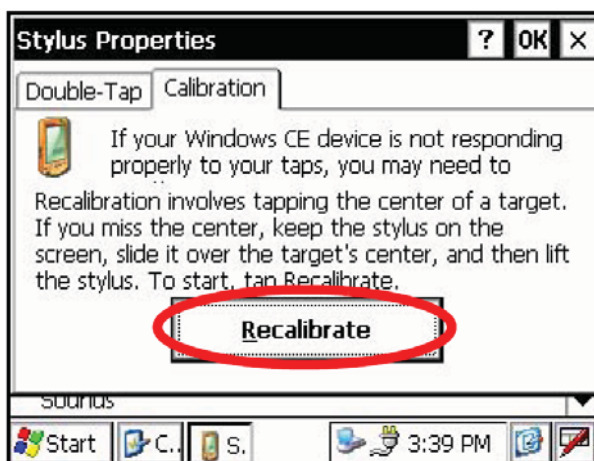 Stylus Properties ? OK ×
Double-Tap Calibration
If your Windows CE device is not responding
properly to your taps, you may need to
Recalibration involves tapping the center of a target.
If you miss the center, keep the stylus on the
screen, slide it over the target's center, and then lift
the stylus. To start, tap Recalibrate.
Recalibrate
Sounds
Start C.. S. 3:39 PM